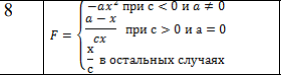 8
F = { −ax² при c < 0 и a ≠ 0
(a − x)/(cx) при c > 0 и a = 0
x/c в остальных случаях